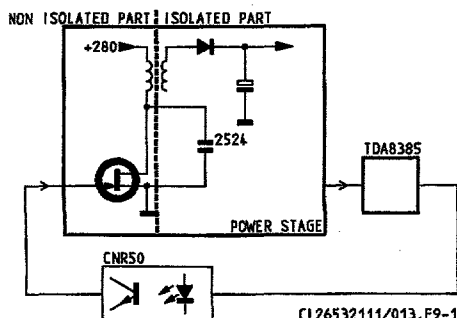 NON ISOLATED PART ISOLATED PART
+280
2524
TDA8385
POWER STAGE
CNR50
CL26532111/013.E9-1